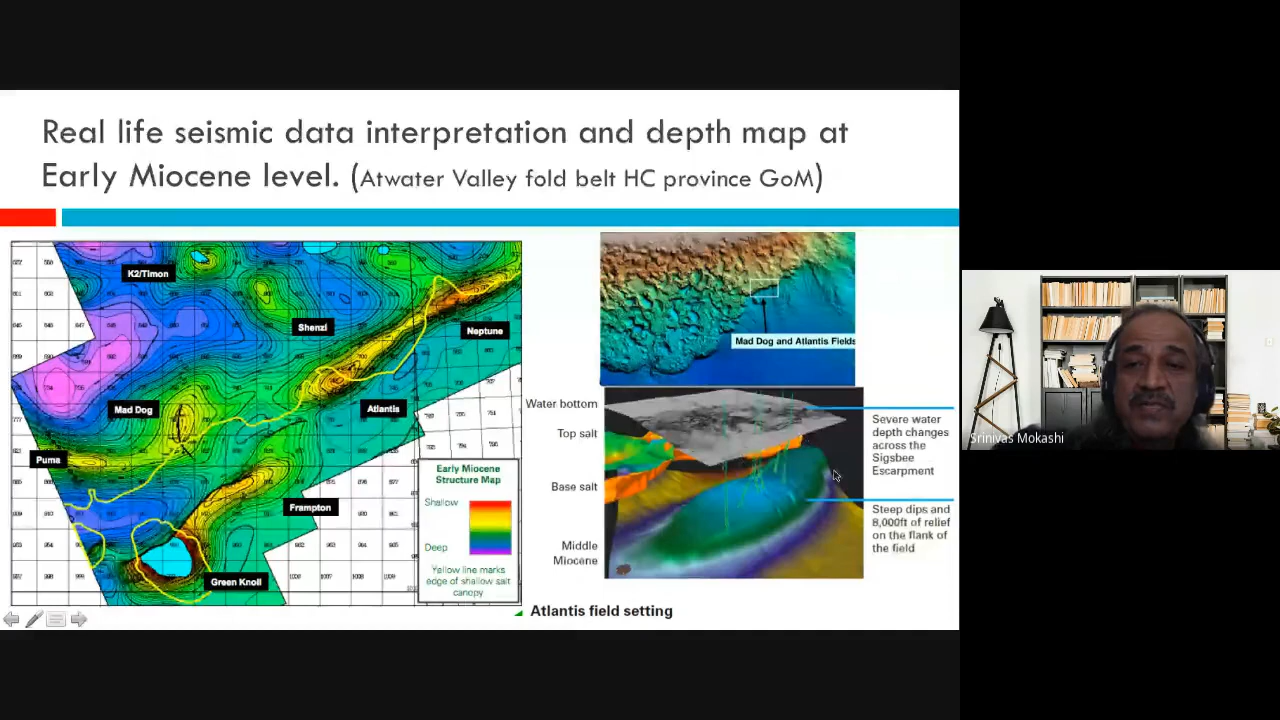 Real life seismic data interpretation and depth map at
Early Miocene level. (Atwater Valley fold belt HC province GoM)
K2/Timon
Shenzi
Neptune
Mad Dog
Atlantis
Puma
Frampton
Green Knoll
Early Miocene
Structure Map
Shallow
Deep
Yellow line marks
edge of shallow salt
canopy
Mad Dog and Atlantis Fields
Water bottom
Top salt
Base salt
Middle
Miocene
Severe water
depth changes
across the
Sigsbee
Escarpment
Steep dips and
8,000ft of relief
on the flank of
the field
Atlantis field setting
Srinivas Mokashi